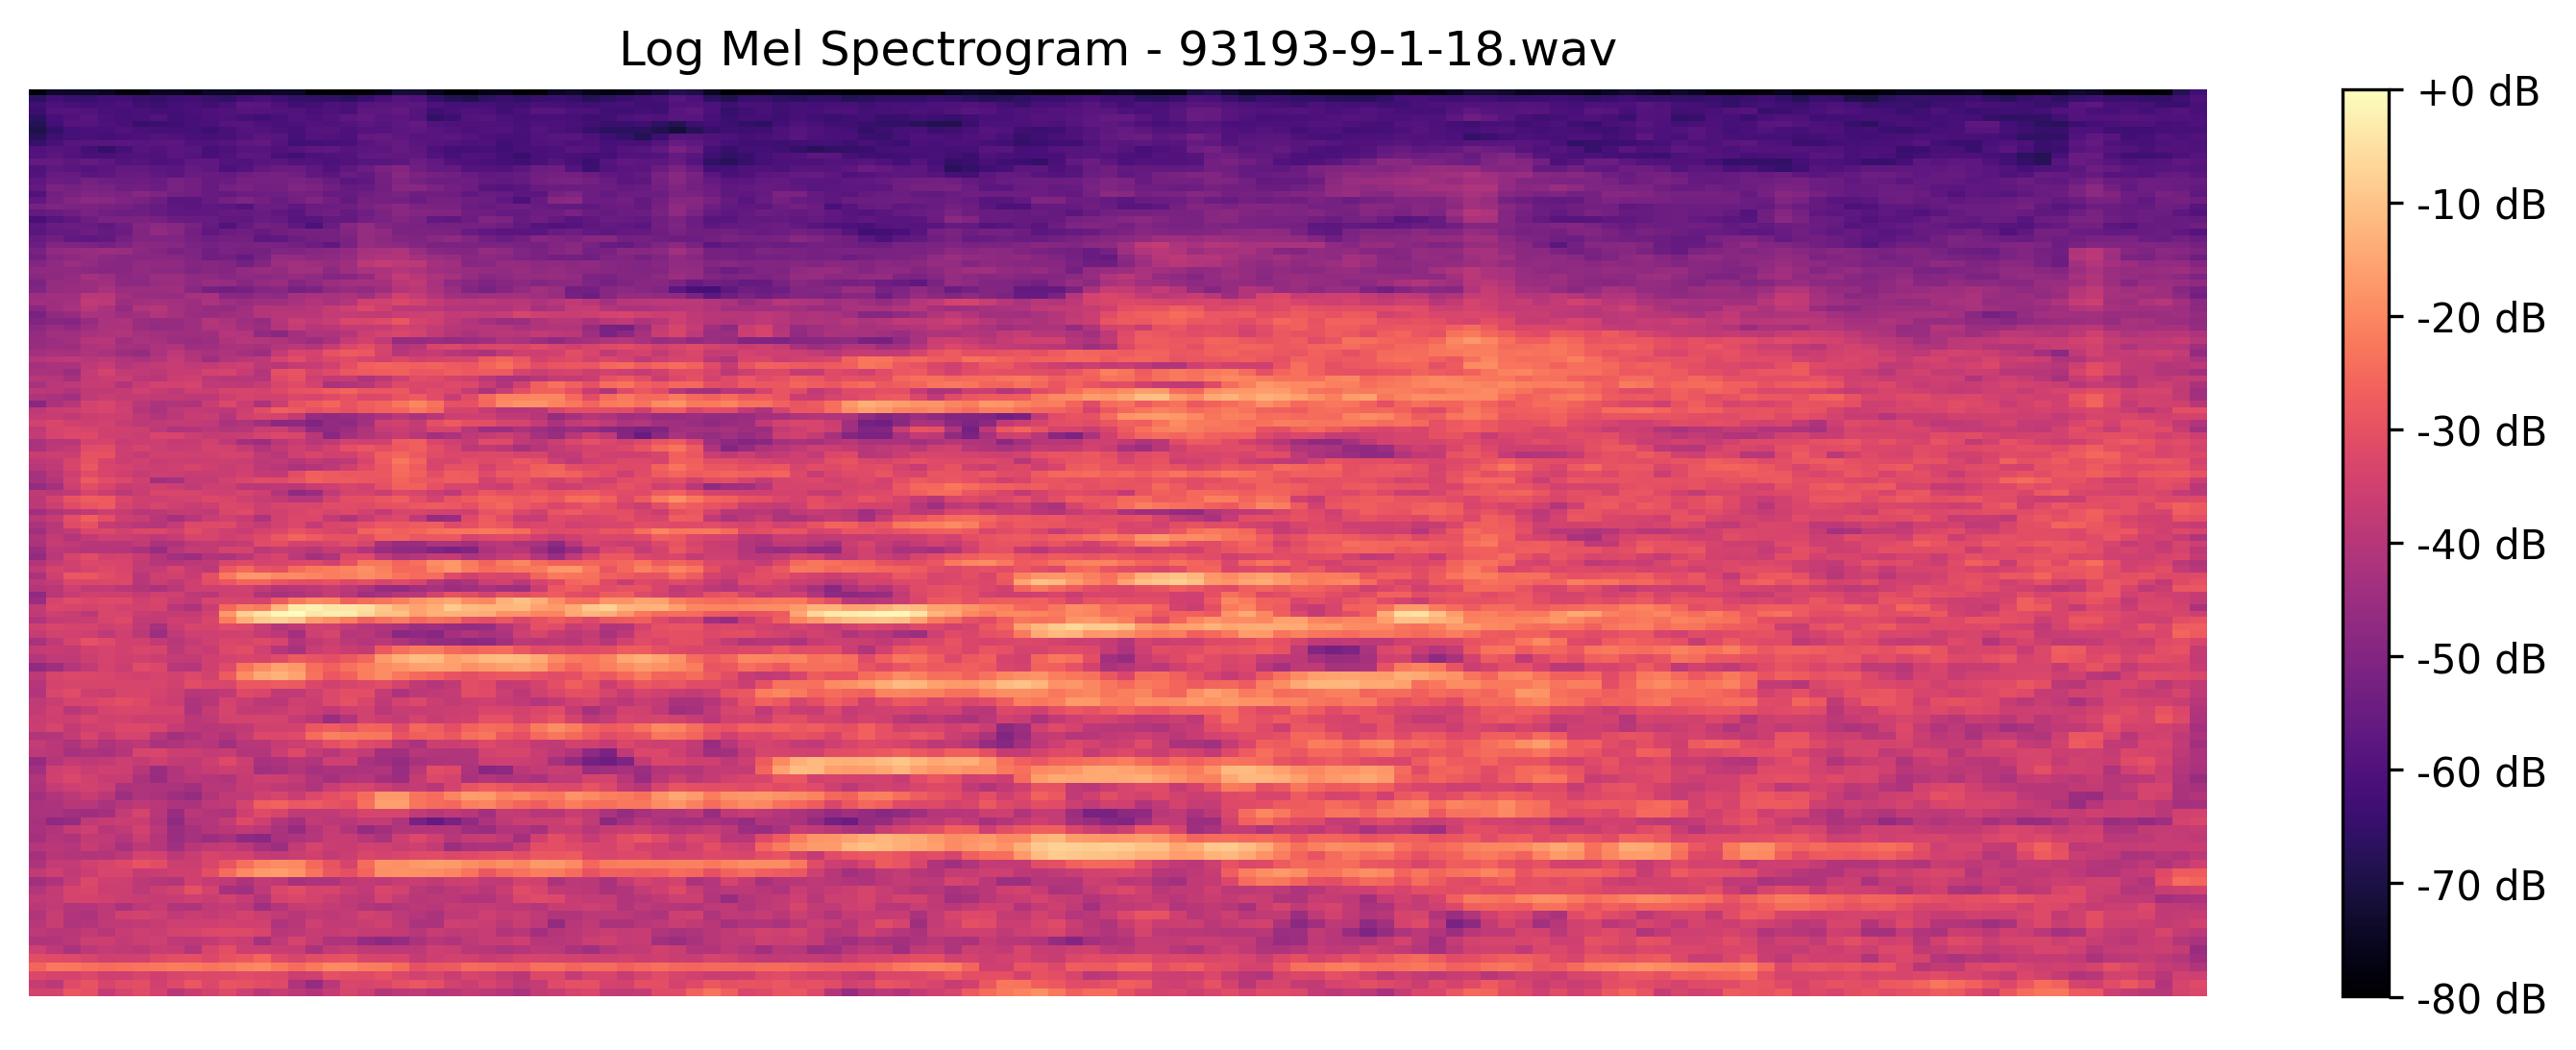 Log Mel Spectrogram - 93193-9-1-18.wav
+0 dB
-10 dB
-20 dB
-30 dB
-40 dB
-50 dB
-60 dB
-70 dB
-80 dB